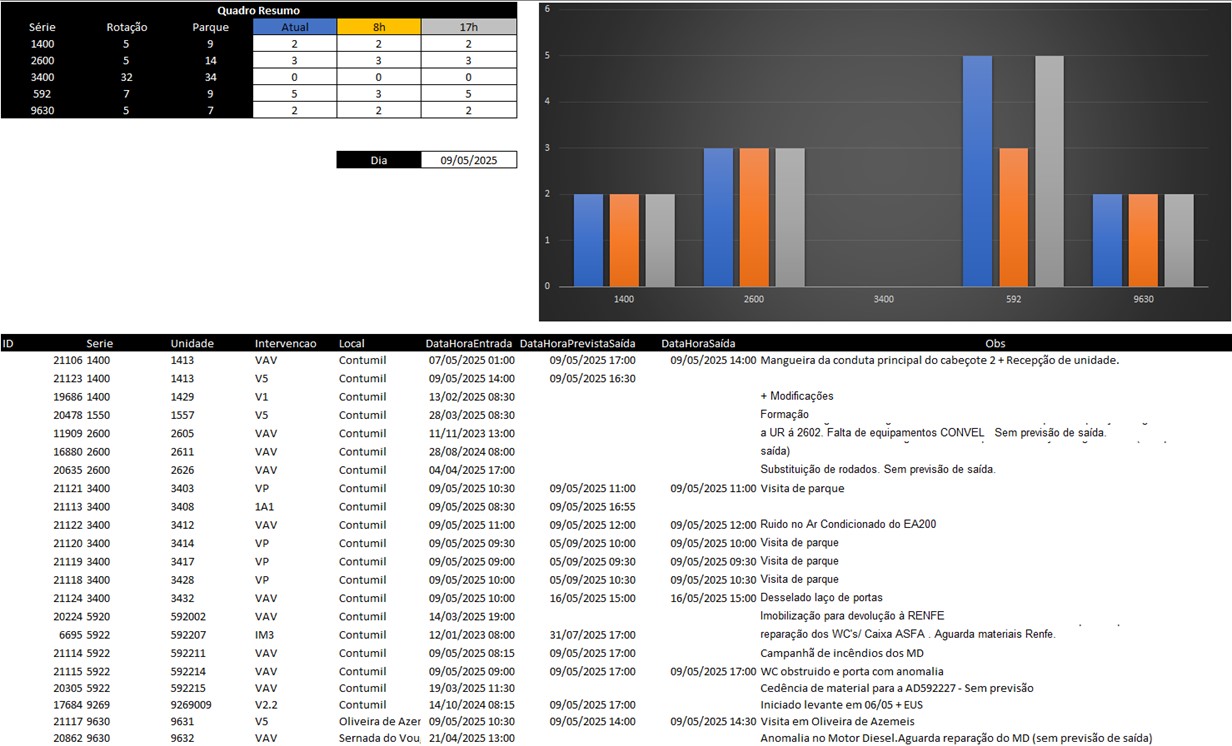 Quadro Resumo
Série Rotação Parque Atual 8h 17h
1400 5 9 2 2 2
2600 5 14 3 3 3
3400 32 34 0 0 0
592 7 9 5 3 5
9630 5 7 2 2 2
Dia 09/05/2025
6
5
4
3
2
1
0
1400 2600 3400 592 9630
ID Serie Unidade Intervencao Local DataHoraEntrada DataHoraPrevistaSaída DataHoraSaída Obs
21106 1400 1413 VAV Contumil 07/05/2025 01:00 09/05/2025 17:00 09/05/2025 14:00 Mangueira da conduta principal do cabeçote 2 + Recepção de unidade.
21123 1400 1413 V5 Contumil 09/05/2025 14:00 09/05/2025 16:30
19686 1400 1429 V1 Contumil 13/02/2025 08:30 + Modificações
20478 1550 1557 V5 Contumil 28/03/2025 08:30 Formação
11909 2600 2605 VAV Contumil 11/11/2023 13:00 a UR á 2602. Falta de equipamentos CONVEL Sem previsão de saída.
16880 2600 2611 VAV Contumil 28/08/2024 08:00 saída)
20635 2600 2626 VAV Contumil 04/04/2025 17:00 Substituição de rodados. Sem previsão de saída.
21121 3400 3403 VP Contumil 09/05/2025 10:30 09/05/2025 11:00 09/05/2025 11:00 Visita de parque
21113 3400 3408 1A1 Contumil 09/05/2025 08:30 09/05/2025 16:55
21122 3400 3412 VAV Contumil 09/05/2025 11:00 09/05/2025 12:00 09/05/2025 12:00 Ruido no Ar Condicionado do EA200
21120 3400 3414 VP Contumil 09/05/2025 09:30 05/09/2025 10:00 09/05/2025 10:00 Visita de parque
21119 3400 3417 VP Contumil 09/05/2025 09:00 05/09/2025 09:30 09/05/2025 09:30 Visita de parque
21118 3400 3428 VP Contumil 09/05/2025 10:00 05/09/2025 10:30 09/05/2025 10:30 Visita de parque
21124 3400 3432 VAV Contumil 09/05/2025 10:00 16/05/2025 15:00 16/05/2025 15:00 Desselado laço de portas
20224 5920 592002 VAV Contumil 14/03/2025 19:00 Imobilização para devolução à RENFE
6695 5922 592207 IM3 Contumil 12/01/2023 08:00 31/07/2025 17:00 reparação dos WC's/ Caixa ASFA . Aguarda materiais Renfe.
21114 5922 592211 VAV Contumil 09/05/2025 08:15 09/05/2025 17:00 Campanhã de incêndios dos MD
21115 5922 592214 VAV Contumil 09/05/2025 09:00 09/05/2025 17:00 09/05/2025 17:00 WC obstruido e porta com anomalia
20305 5922 592215 VAV Contumil 19/03/2025 11:30 Cedência de material para a AD592227 - Sem previsão
17684 9269 9269009 V2.2 Contumil 14/10/2024 08:15 09/05/2025 17:00 Iniciado levante em 06/05 + EUS
21117 9630 9631 V5 Oliveira de Azer 09/05/2025 10:30 09/05/2025 14:00 09/05/2025 14:30 Visita em Oliveira de Azemeis
20862 9630 9632 VAV Sernada do Vou 21/04/2025 13:00 Anomalia no Motor Diesel.Aguarda reparação do MD (sem previsão de saída)